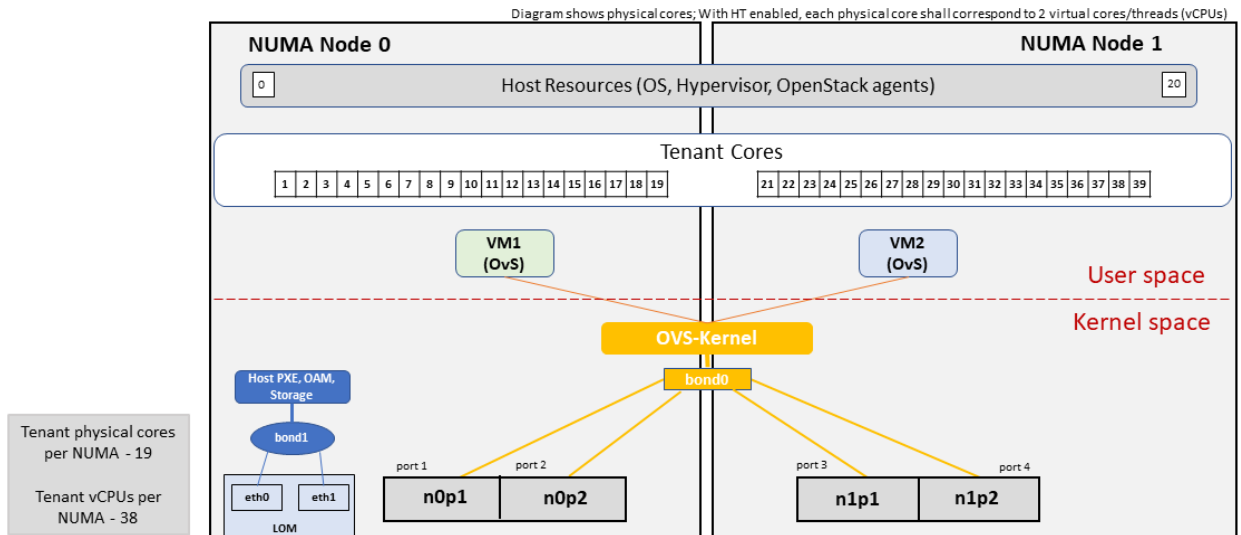 Diagram shows physical cores; With HT enabled, each physical core shall correspond to 2 virtual cores/threads (vCPUs)
NUMA Node 0
NUMA Node 1
0
Host Resources (OS, Hypervisor, OpenStack agents)
20
Tenant Cores
1 2 3 4 5 6 7 8 9 10 11 12 13 14 15 16 17 18 19
21 22 23 24 25 26 27 28 29 30 31 32 33 34 35 36 37 38 39
VM1
(OvS)
VM2
(OvS)
User space
Kernel space
OVS-Kernel
bond0
Host PXE, OAM,
Storage
bond1
eth0
eth1
LOM
port 1
port 2
n0p1
n0p2
port 3
port 4
n1p1
n1p2
Tenant physical cores
per NUMA - 19
Tenant vCPUs per
NUMA - 38